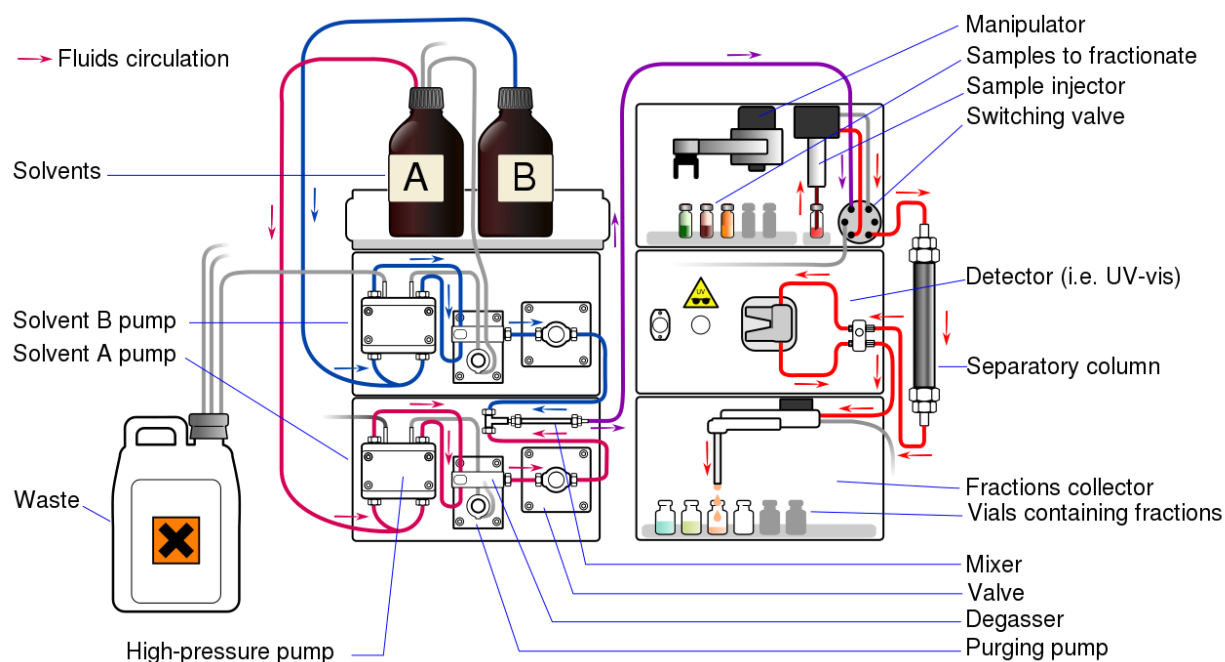 Fluids circulation
Solvents
A
B
Solvent B pump
Solvent A pump
Waste
High-pressure pump
Manipulator
Samples to fractionate
Sample injector
Switching valve
UV
Detector (i.e. UV-vis)
Separatory column
Fractions collector
Vials containing fractions
Mixer
Valve
Degasser
Purging pump